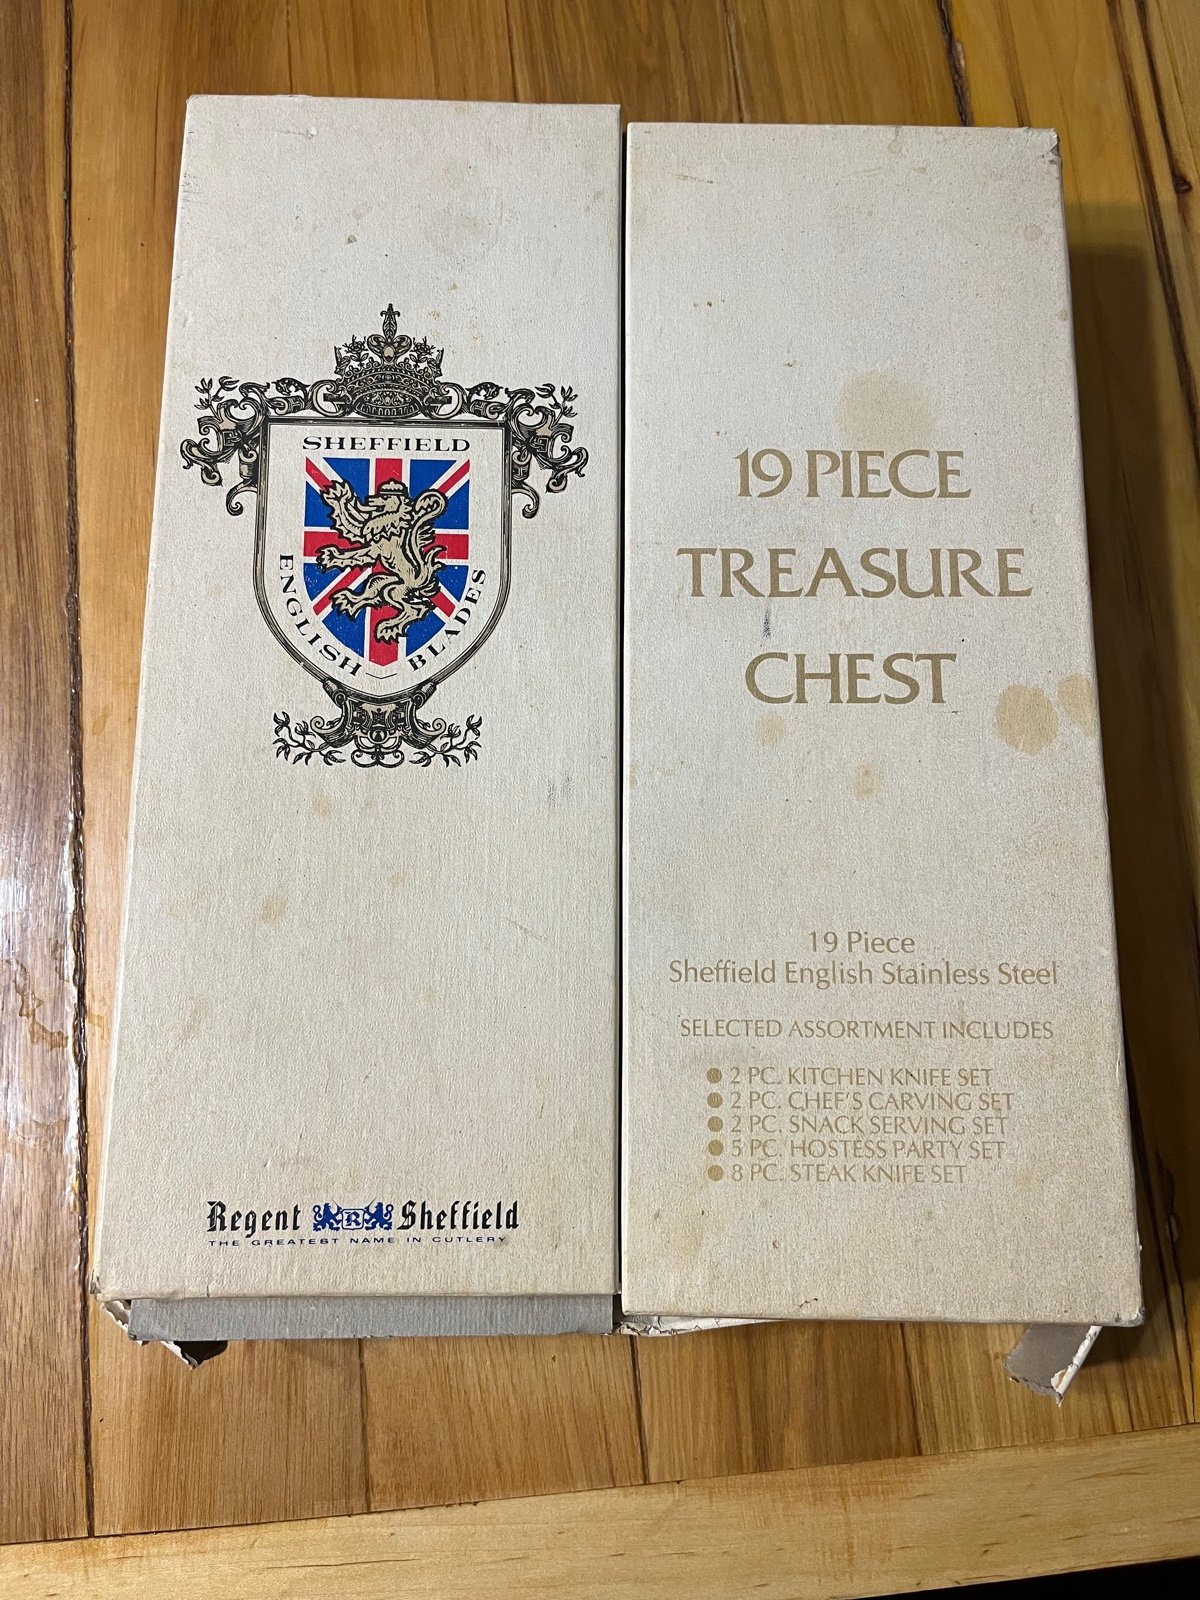 SHEFFIELD
ENGLISH BLADES
Regent R Sheffield
THE GREATEST NAME IN CUTLERY
19 PIECE
TREASURE
CHEST
19 Piece
Sheffield English Stainless Steel
SELECTED ASSORTMENT INCLUDES
● 2 PC. KITCHEN KNIFE SET
● 2 PC. CHEF'S CARVING SET
● 2 PC. SNACK SERVING SET
● 5 PC. HOSTESS PARTY SET
● 8 PC. STEAK KNIFE SET